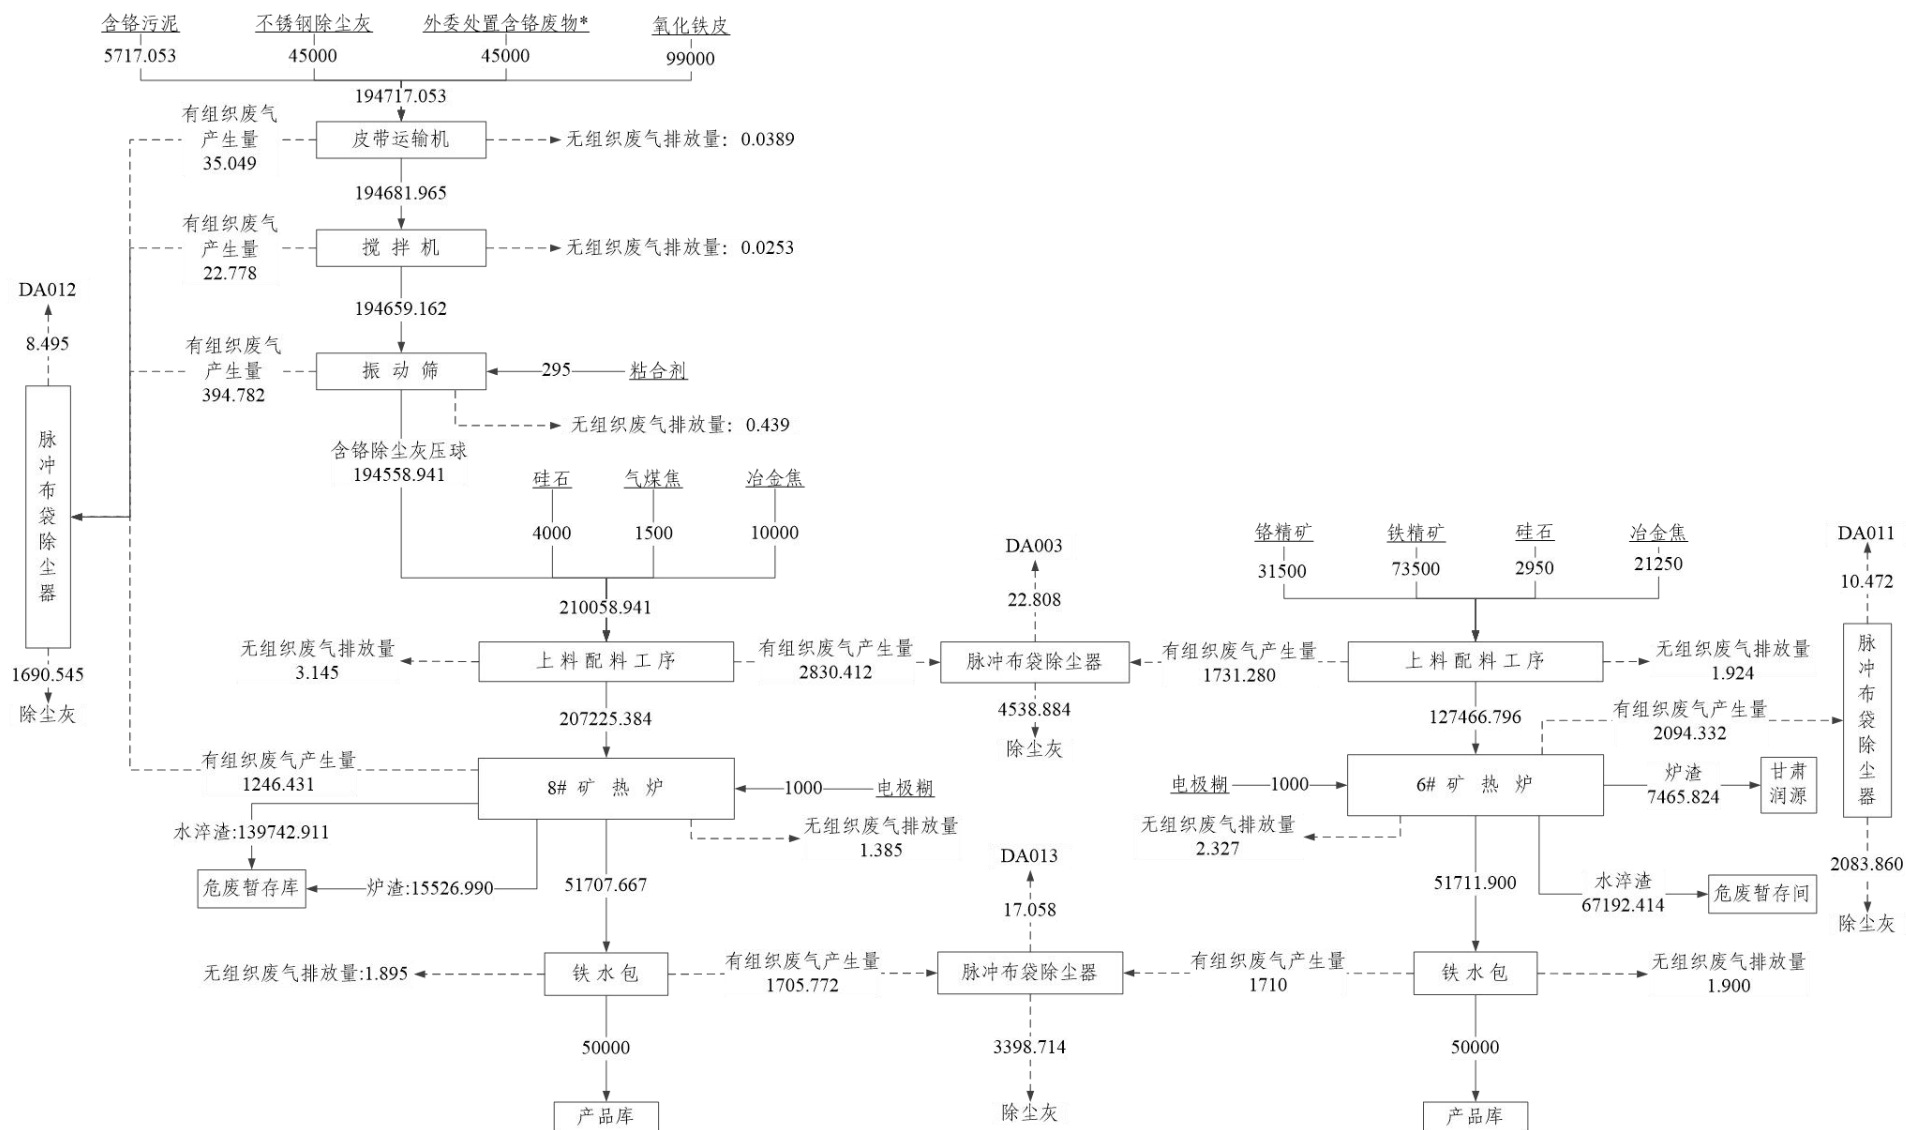 含铬污泥
5717.053
不锈钢除尘灰
45000
外委处置含铬废物*
45000
氧化铁皮
99000
194717.053
有组织废气
产生量
35.049
皮带运输机
无组织废气排放量：0.0389
194681.965
有组织废气
产生量
22.778
搅拌机
无组织废气排放量：0.0253
194659.162
有组织废气
产生量
394.782
振动筛
295
粘合剂
无组织废气排放量：0.439
DA012
8.495
脉冲布袋除尘器
1690.545
除尘灰
含铬除尘灰压球
194558.941
硅石
4000
气煤焦
1500
冶金焦
10000
210058.941
无组织废气排放量
3.145
上料配料工序
有组织废气产生量
2830.412
DA003
22.808
脉冲布袋除尘器
4538.884
除尘灰
有组织废气产生量
1731.280
铬精矿
31500
铁精矿
73500
硅石
2950
冶金焦
21250
上料配料工序
无组织废气排放量
1.924
DA011
10.472
脉冲布袋除尘器
2083.860
除尘灰
207225.384
有组织废气产生量
1246.431
8#矿热炉
1000
电极糊
无组织废气排放量
1.385
水淬渣:139742.911
危废暂存库
炉渣:15526.990
51707.667
127466.796
有组织废气产生量
2094.332
电极糊
1000
6#矿热炉
炉渣
7465.824
甘肃
润源
无组织废气排放量
2.327
51711.900
水淬渣
67192.414
危废暂存间
DA013
17.058
无组织废气排放量:1.895
铁水包
有组织废气产生量
1705.772
脉冲布袋除尘器
有组织废气产生量
1710
铁水包
无组织废气排放量
1.900
50000
3398.714
50000
产品库
除尘灰
产品库